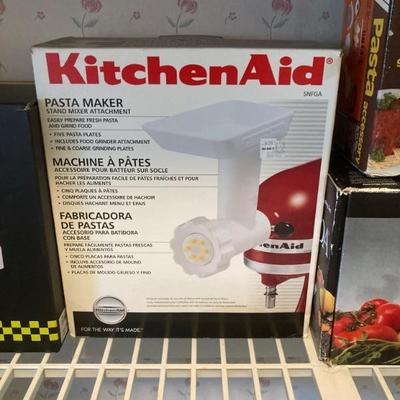 KitchenAid®
SNFGA
PASTA MAKER
STAND MIXER ATTACHMENT
EASILY PREPARE FRESH PASTA
AND GRIND FOOD
• FIVE PASTA PLATES
• INCLUDES FOOD GRINDER ATTACHMENT
• FINE & COARSE GRINDING PLATES
MACHINE À PÂTES
ACCESSOIRE POUR BATTEUR SUR SOCLE
POUR LA PRÉPARATION FACILE DE PÂTES FRAÎCHES ET POUR
HACHER LES ALIMENTS
• CINQ PLAQUES À PÂTES
• COMPORTE UN ACCESSOIRE DE HACHOIR
• DISQUES HACHANT MENU ET ÉPAIS
FABRICADORA
DE PASTAS
ACCESORIO PARA BATIDORA
CON BASE
PREPARE FÁCILMENTE PASTAS FRESCAS
Y MUELA ALIMENTOS
• CINCO PLACAS PARA PASTAS
• INCLUYE ACCESORIO DE MOLINO
DE ALIMENTOS
• PLACAS DE MOLIDO GRUESO Y FINO
KitchenAid
KitchenAid
FOR THE WAY IT'S MADE.
pasta
accessory